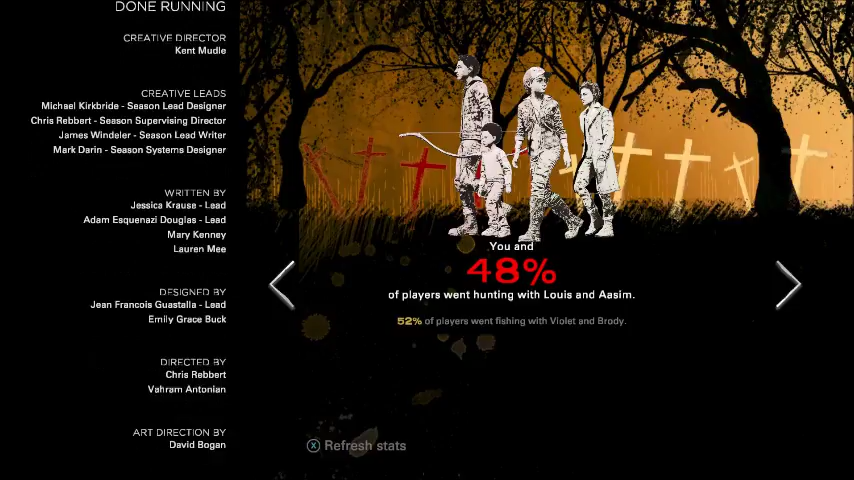 DONE RUNNING
CREATIVE DIRECTOR
Kent Mudle
CREATIVE LEADS
Michael Kirkbride - Season Lead Designer
Chris Rebbert - Season Supervising Director
James Windeler - Season Lead Writer
Mark Darin - Season Systems Designer
WRITTEN BY
Jessica Krause - Lead
Adam Esquenazi Douglas - Lead
Mary Kenney
Lauren Mee
DESIGNED BY
Jean Francois Guastalla - Lead
Emily Grace Buck
DIRECTED BY
Chris Rebbert
Vahram Antonian
ART DIRECTION BY
David Bogan
You and
48%
of players went hunting with Louis and Aasim.
52% of players went fishing with Violet and Brody.
X Refresh stats